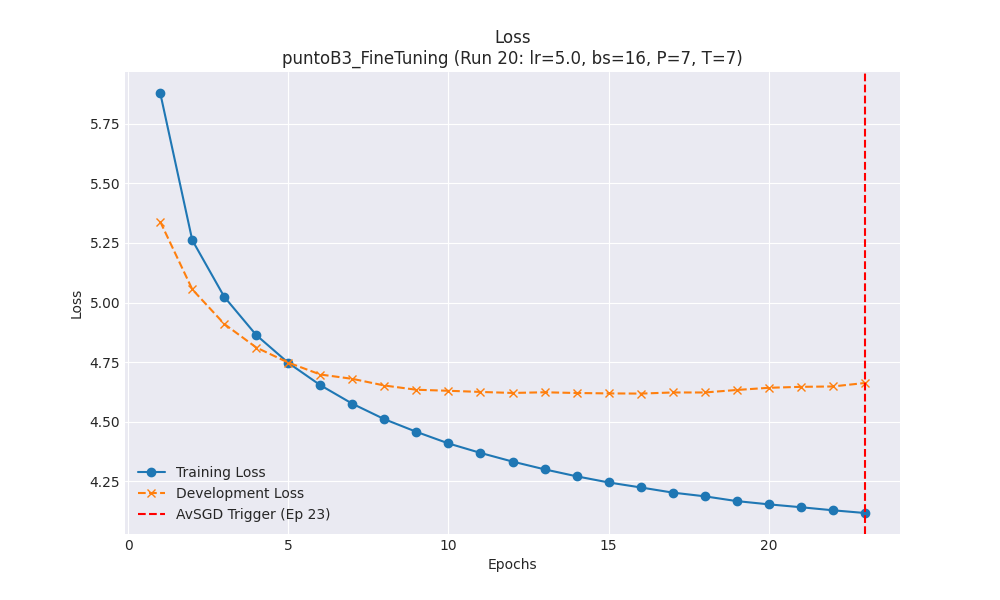 Loss
puntoB3_FineTuning (Run 20: lr=5.0, bs=16, P=7, T=7)
Loss
5.75
5.50
5.25
5.00
4.75
4.50
4.25
Training Loss
Development Loss
AvSGD Trigger (Ep 23)
0 5 10 15 20
Epochs